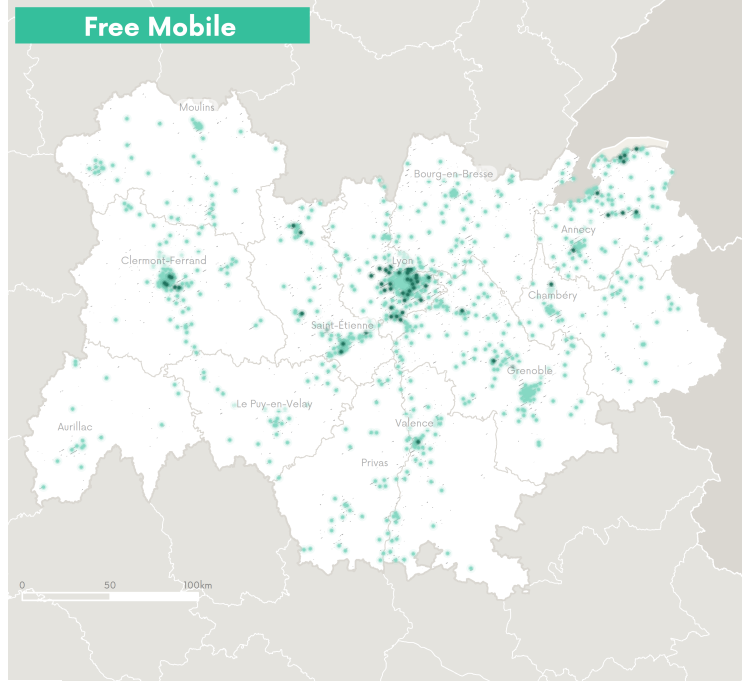 Free Mobile
Moulins
Bourg-en-Bresse
Annecy
Clermont-Ferrand
Lyon
Chambéry
Saint-Étienne
Grenoble
Le Puy-en-Velay
Aurillac
Valence
Privas
0 50 100km